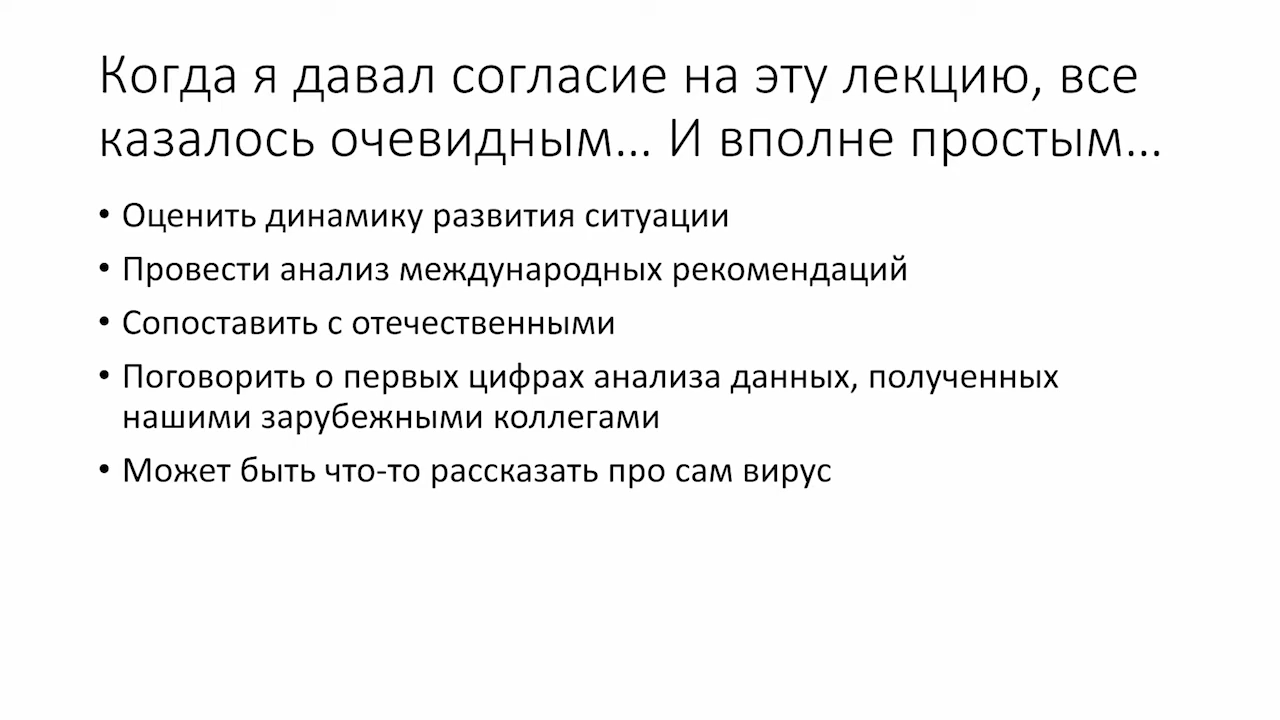 Когда я давал согласие на эту лекцию, все
казалось очевидным... И вполне простым...
• Оценить динамику развития ситуации
• Провести анализ международных рекомендаций
• Сопоставить с отечественными
• Поговорить о первых цифрах анализа данных, полученных
нашими зарубежными коллегами
• Может быть что-то рассказать про сам вирус